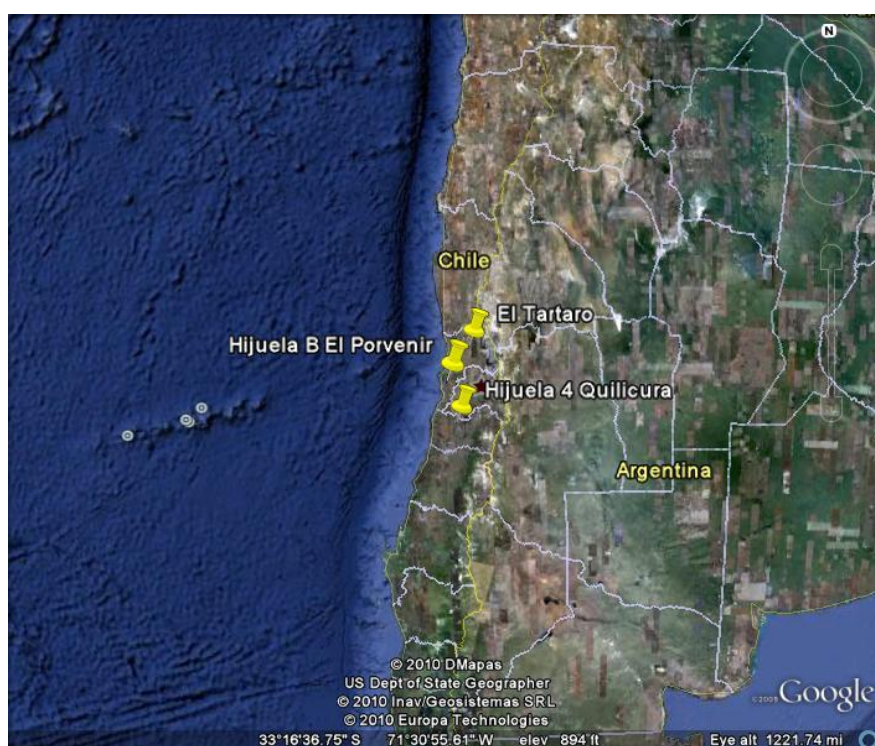 N
Chile
El Tartaro
Hijuela B El Porvenir
Hijuela 4 Quilicura
Argentina
© 2010 DMapas
US Dept of State Geographer
© 2010 Inav/Geosistemas SRL
© 2010 Europa Technologies
©2009 Google
33°16'36.75" S 71°30'55.61" W elev 894 ft Eye alt 1221.74 mi